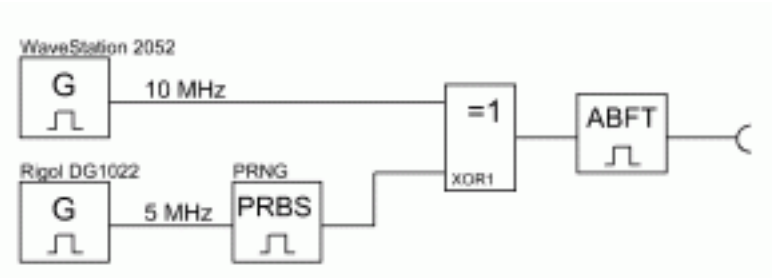 WaveStation 2052
G
10 MHz
=1
XOR1
ABFT
Rigol DG1022
G
5 MHz
PRNG
PRBS